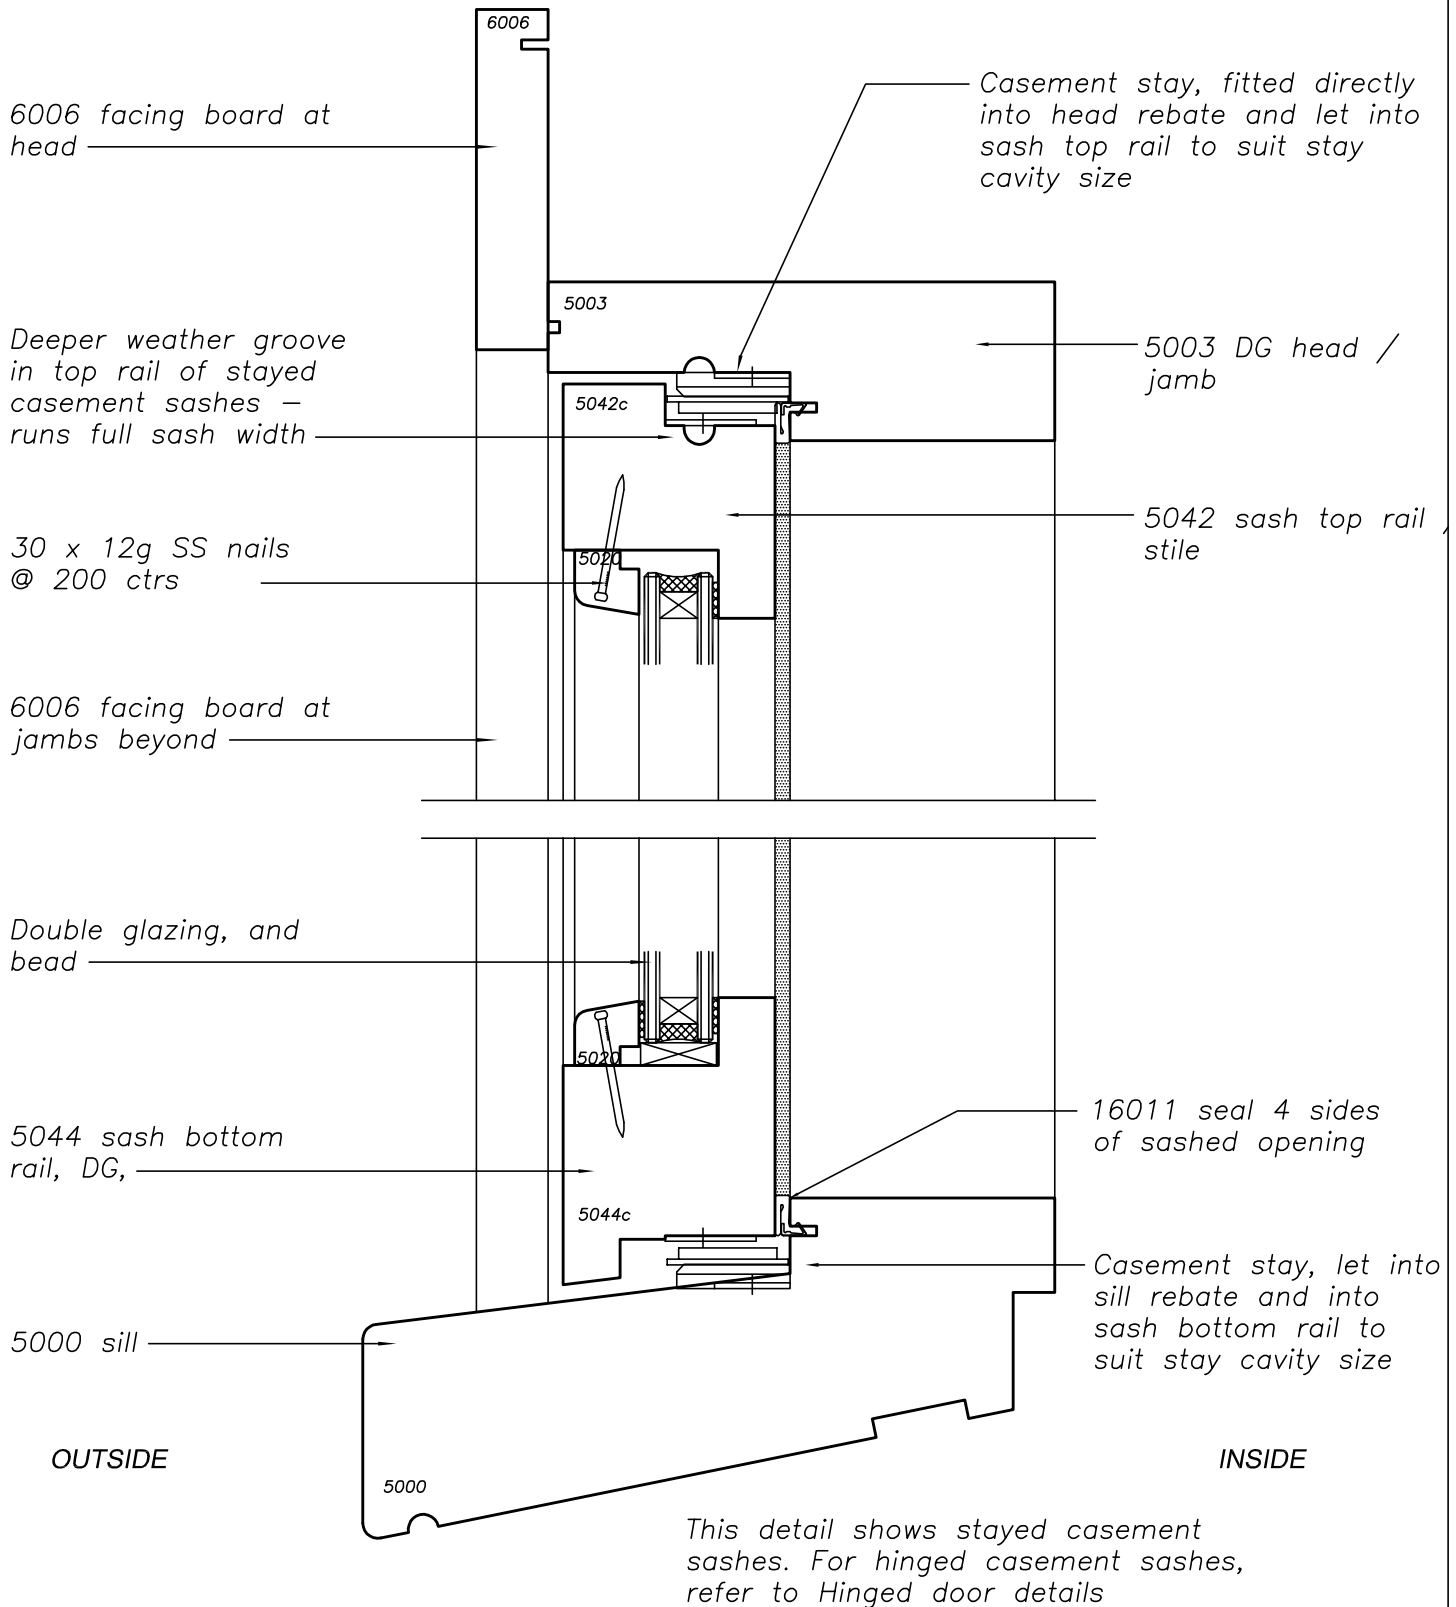 6006
6006 facing board at
head
Casement stay, fitted directly
into head rebate and let into
sash top rail to suit stay
cavity size
5003
Deeper weather groove
in top rail of stayed
casement sashes –
runs full sash width
5003 DG head /
jamb
5042c
30 x 12g SS nails
@ 200 ctrs
5042 sash top rail /
stile
5020
6006 facing board at
jambs beyond
Double glazing, and
bead
5020
5044 sash bottom
rail, DG,
16011 seal 4 sides
of sashed opening
5044c
Casement stay, let into
sill rebate and into
sash bottom rail to
suit stay cavity size
5000 sill
OUTSIDE
INSIDE
5000
This detail shows stayed casement
sashes. For hinged casement sashes,
refer to Hinged door details